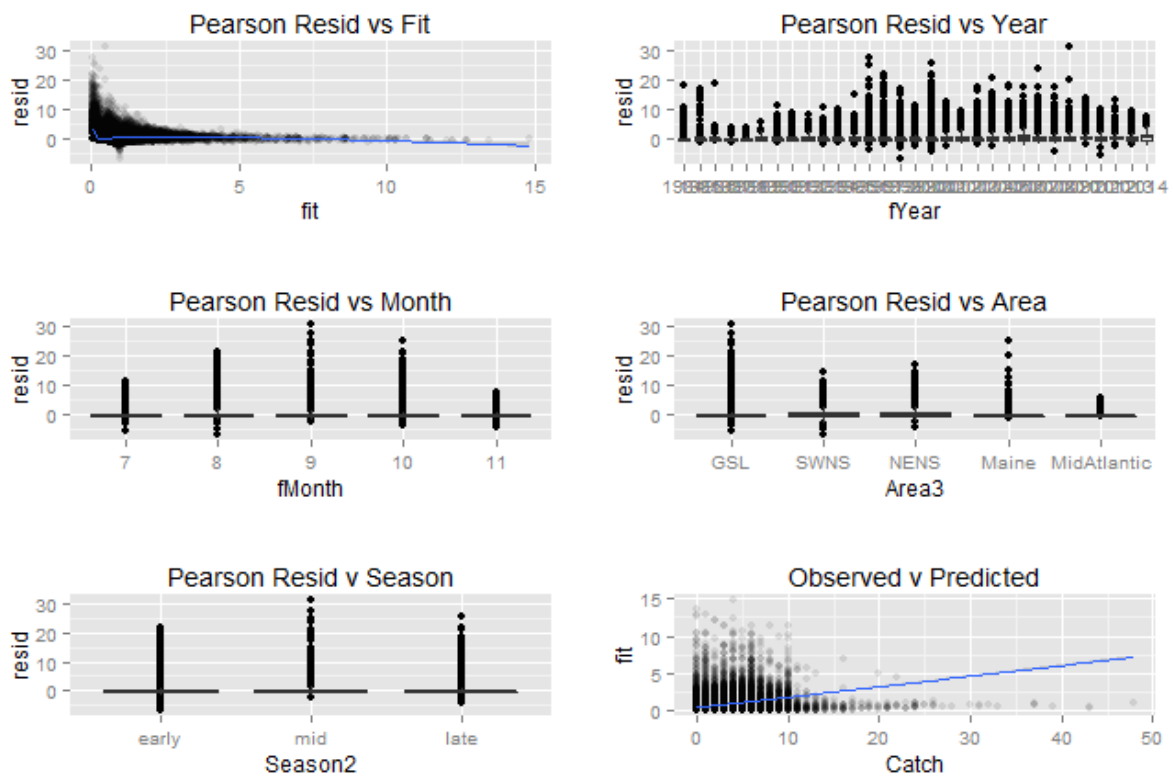 Pearson Resid vs Fit
resid
30
20
10
0
0
5
10
15
fit
Pearson Resid vs Year
resid
30
20
10
0
fYear
Pearson Resid vs Month
resid
30
20
10
0
7
8
9
10
11
fMonth
Pearson Resid vs Area
resid
30
20
10
0
GSL
SWNS
NENS
Maine
MidAtlantic
Area3
Pearson Resid v Season
resid
30
20
10
0
early
mid
late
Season2
Observed v Predicted
fit
15
10
5
0
0
10
20
30
40
50
Catch